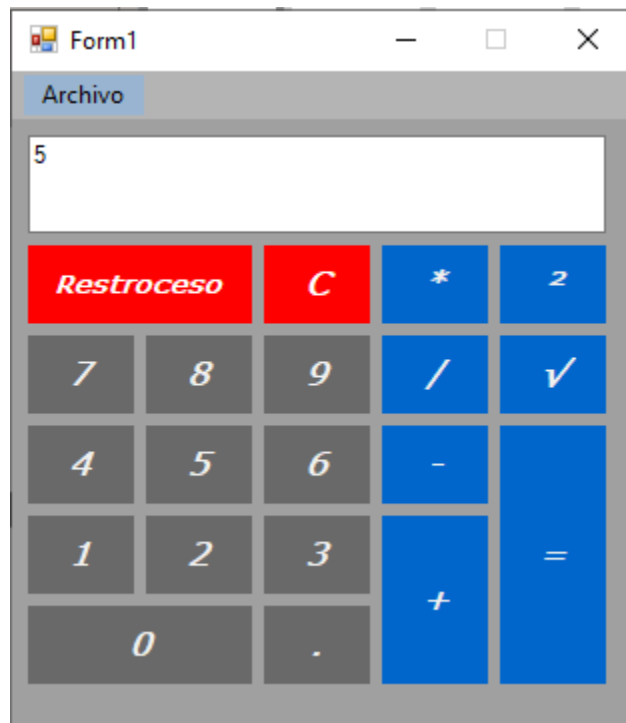 Form1
Archivo
5
Restroceso C * ²
7 8 9 / √
4 5 6 -
1 2 3 + =
0 .